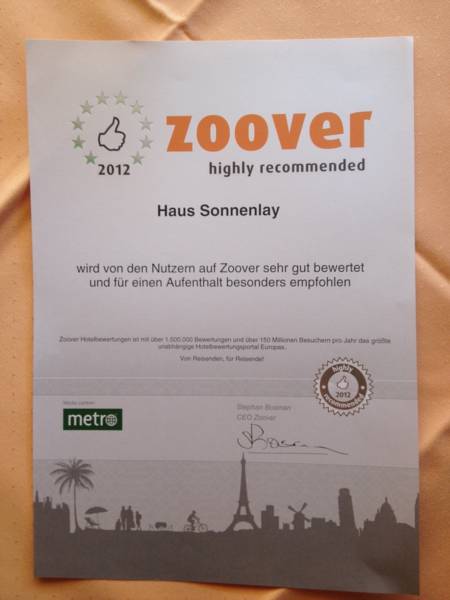 zoover
highly recommended
2012
Haus Sonnenlay
wird von den Nutzern auf Zoover sehr gut bewertet
und für einen Aufenthalt besonders empfohlen
Zoover Hotelbewertungen ist mit über 1.500.000 Bewertungen und über 150 Millionen Besuchern pro Jahr das größte
unabhängige Hotelbewertungsportal Europas.
Von Reisenden, für Reisende!
highly
2012
recommended
Media partner:
metro
Stephan Bosman
CEO Zoover